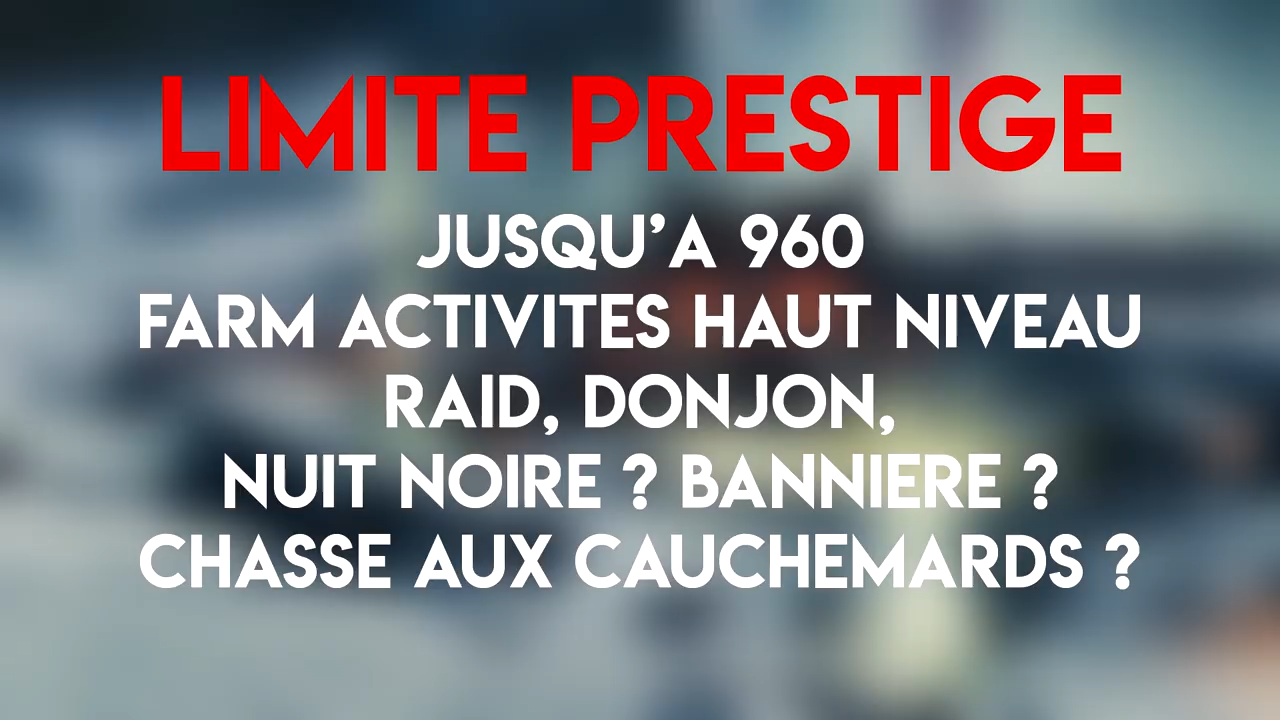 LIMITE PRESTIGE
JUSQU'A 960
FARM ACTIVITES HAUT NIVEAU
RAID, DONJON,
NUIT NOIRE ? BANNIERE ?
CHASSE AUX CAUCHEMARDS ?